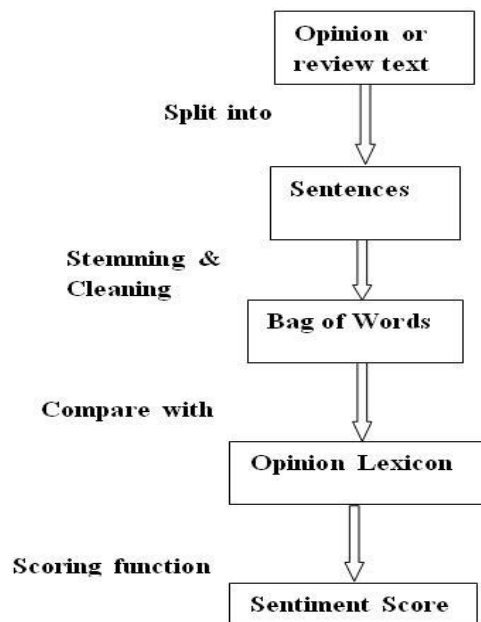 Opinion or
review text
Split into
Sentences
Stemming &
Cleaning
Bag of Words
Compare with
Opinion Lexicon
Scoring function
Sentiment Score